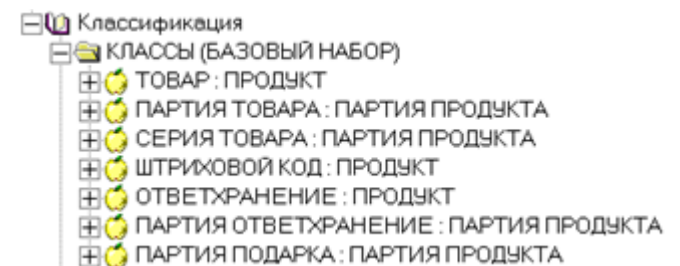 Классификация
КЛАССЫ (БАЗОВЫЙ НАБОР)
ТОВАР : ПРОДУКТ
ПАРТИЯ ТОВАРА : ПАРТИЯ ПРОДУКТА
СЕРИЯ ТОВАРА : ПАРТИЯ ПРОДУКТА
ШТРИХОВОЙ КОД : ПРОДУКТ
ОТВЕТХРАНЕНИЕ : ПРОДУКТ
ПАРТИЯ ОТВЕТХРАНЕНИЕ : ПАРТИЯ ПРОДУКТА
ПАРТИЯ ПОДАРКА : ПАРТИЯ ПРОДУКТА